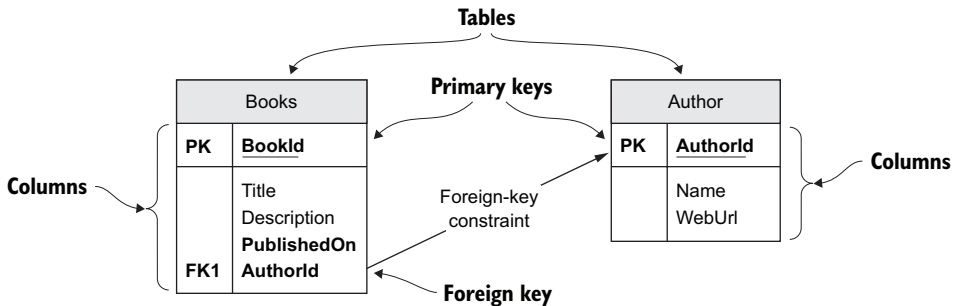 Tables
Primary keys
Books
PK BookId
Title
Description
PublishedOn
FK1 AuthorId
Columns
Foreign-key
constraint
Foreign key
Author
PK AuthorId
Name
WebUrl
Columns